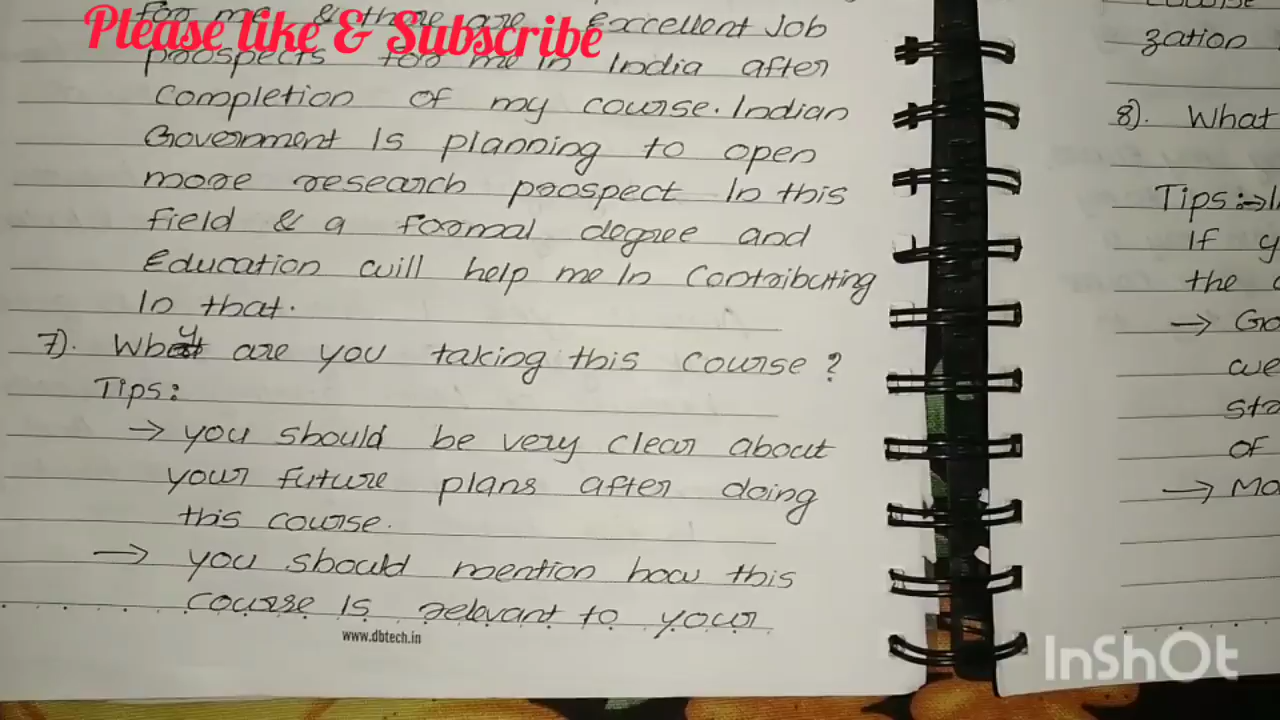 for me & there are Excellent Job
Please like & Subscribe
prospects for me in India after
Completion of my course. Indian
Government Is planning to open
more research prospect In this
field & a formal degree and
Education will help me In Contributing
In that.
7). Why are you taking this course ?
Tips:
→ you should be very clear about
your future plans after doing
this course.
→ you should mention how this
course Is relevant to your
www.dbtech.in
zation
8). What
Tips:→
If
the
→
we
of
→
InShOt